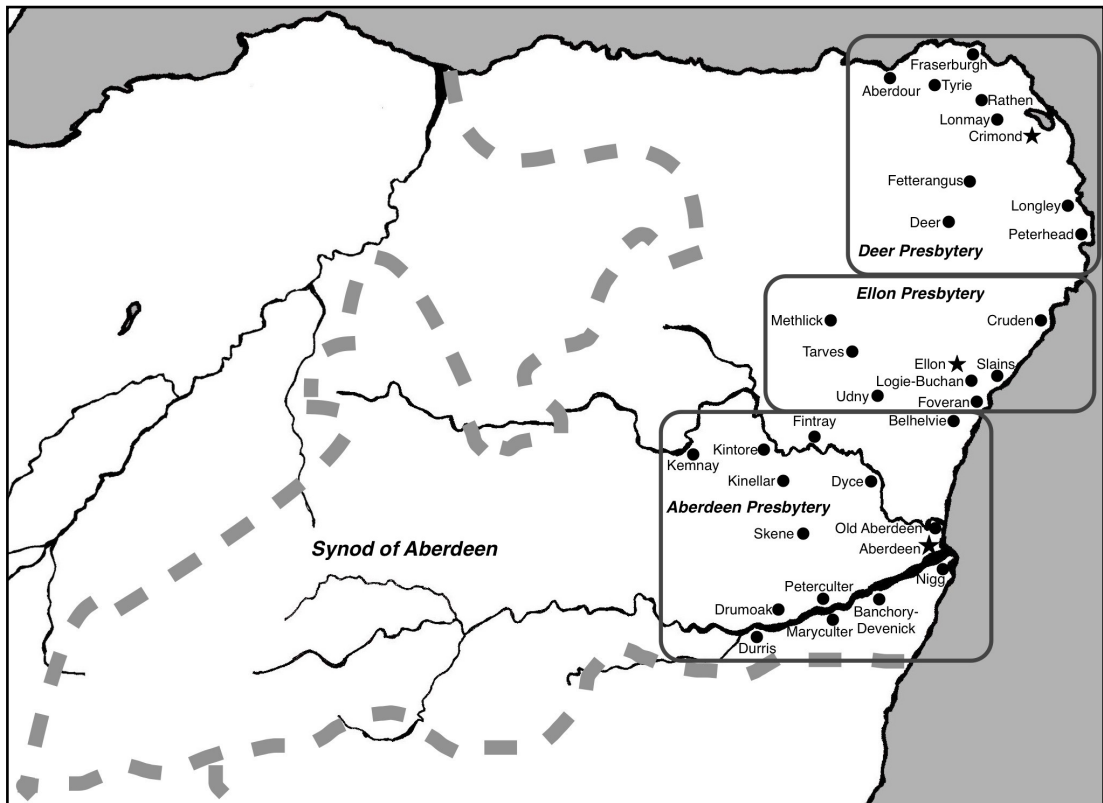 Fraserburgh
Aberdour
Tyrie
Rathen
Lonmay
Crimond
Fetterangus
Longley
Deer
Peterhead
Deer Presbytery
Ellon Presbytery
Methlick
Cruden
Tarves
Ellon
Slains
Logie-Buchan
Udny
Foveran
Belhelvie
Fintray
Kintore
Kemnay
Kinellar
Dyce
Aberdeen Presbytery
Old Aberdeen
Skene
Aberdeen
Synod of Aberdeen
Nigg
Peterculter
Drumoak
Banchory-
Devenick
Maryculter
Durris